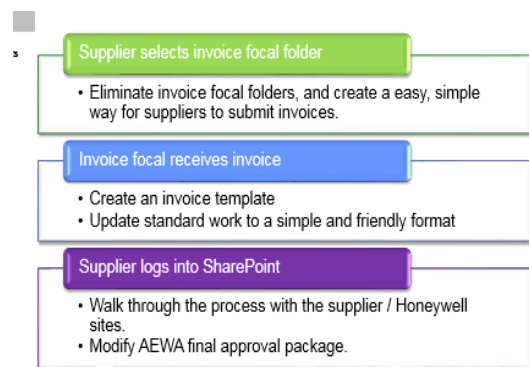 Supplier selects invoice focal folder
• Eliminate invoice focal folders, and create a easy, simple
way for suppliers to submit invoices.
Invoice focal receives invoice
• Create an invoice template
• Update standard work to a simple and friendly format
Supplier logs into SharePoint
• Walk through the process with the supplier / Honeywell
sites.
• Modify AEWA final approval package.